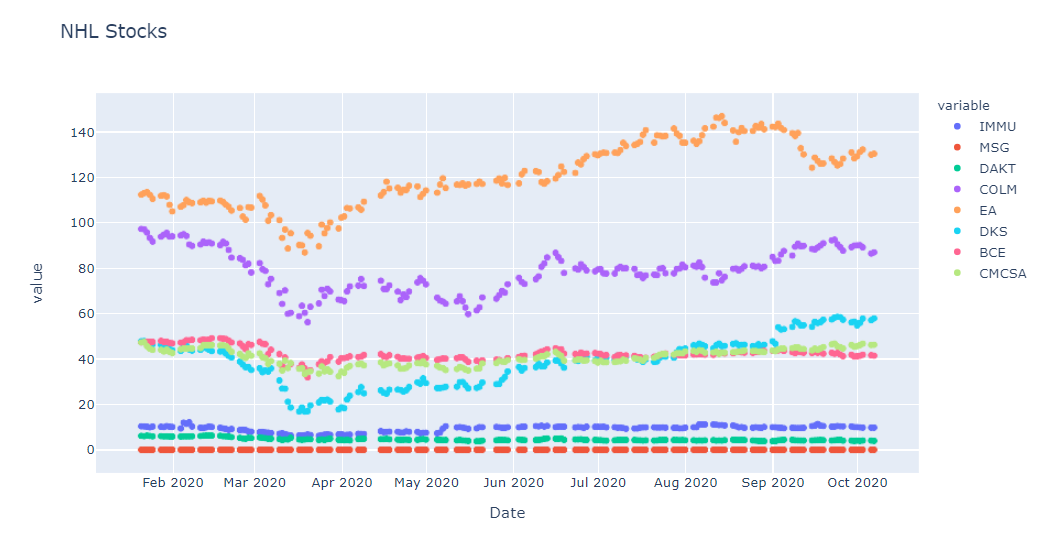 NHL Stocks
variable
IMMU
MSG
DAKT
COLM
EA
DKS
BCE
CMCSA
value
140
120
100
80
60
40
20
0
Feb 2020 Mar 2020 Apr 2020 May 2020 Jun 2020 Jul 2020 Aug 2020 Sep 2020 Oct 2020
Date